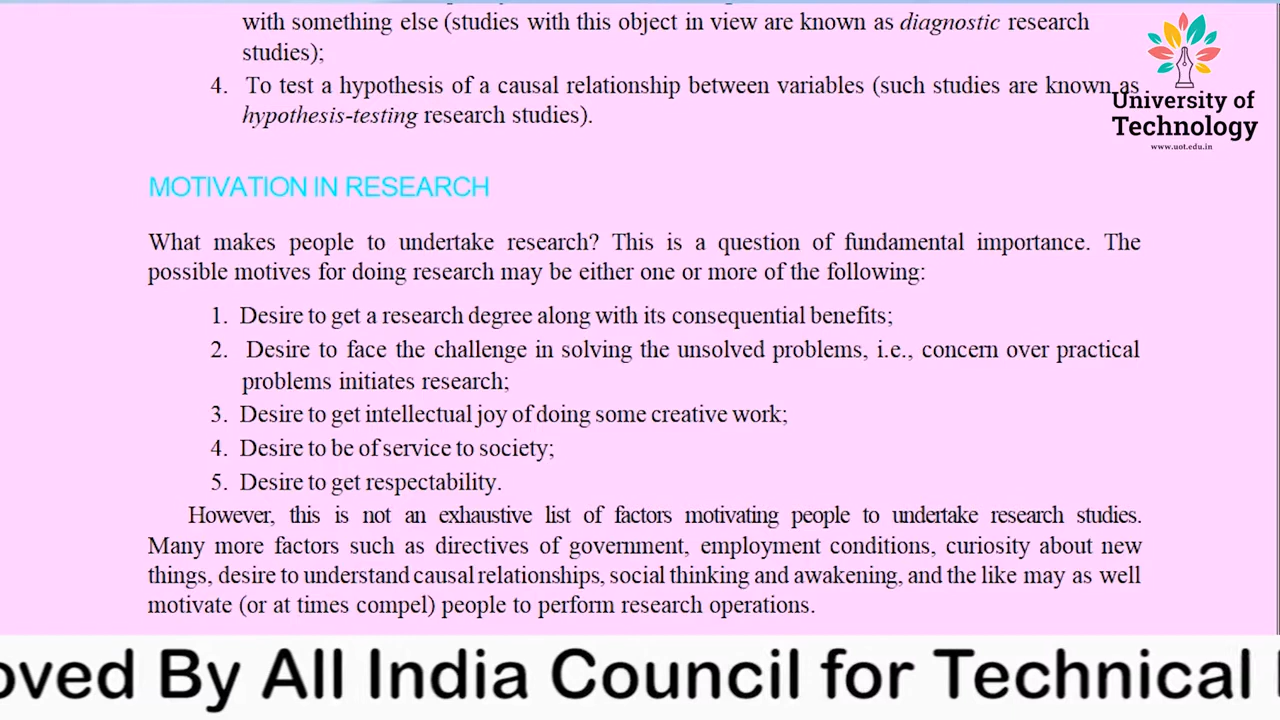 with something else (studies with this object in view are known as diagnostic research
studies);
4. To test a hypothesis of a causal relationship between variables (such studies are known as
hypothesis-testing research studies).
University of
Technology
www.uot.edu.in
MOTIVATION IN RESEARCH
What makes people to undertake research? This is a question of fundamental importance. The
possible motives for doing research may be either one or more of the following:
1. Desire to get a research degree along with its consequential benefits;
2. Desire to face the challenge in solving the unsolved problems, i.e., concern over practical
problems initiates research;
3. Desire to get intellectual joy of doing some creative work;
4. Desire to be of service to society;
5. Desire to get respectability.
However, this is not an exhaustive list of factors motivating people to undertake research studies.
Many more factors such as directives of government, employment conditions, curiosity about new
things, desire to understand causal relationships, social thinking and awakening, and the like may as well
motivate (or at times compel) people to perform research operations.
oved By All India Council for Technical